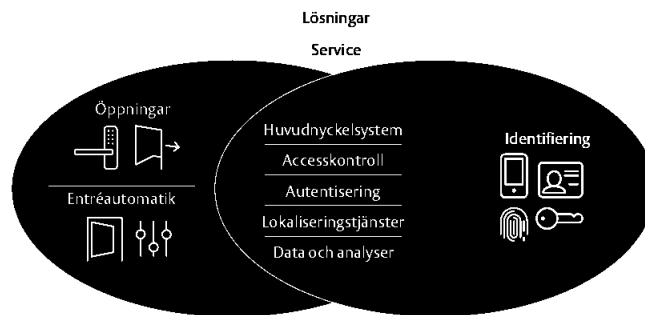 Lösningar
Service
Öppningar
Entréautomatik
Huvudnyckelsystem
Accesskontroll
Autentisering
Lokaliseringstjänster
Data och analyser
Identifiering